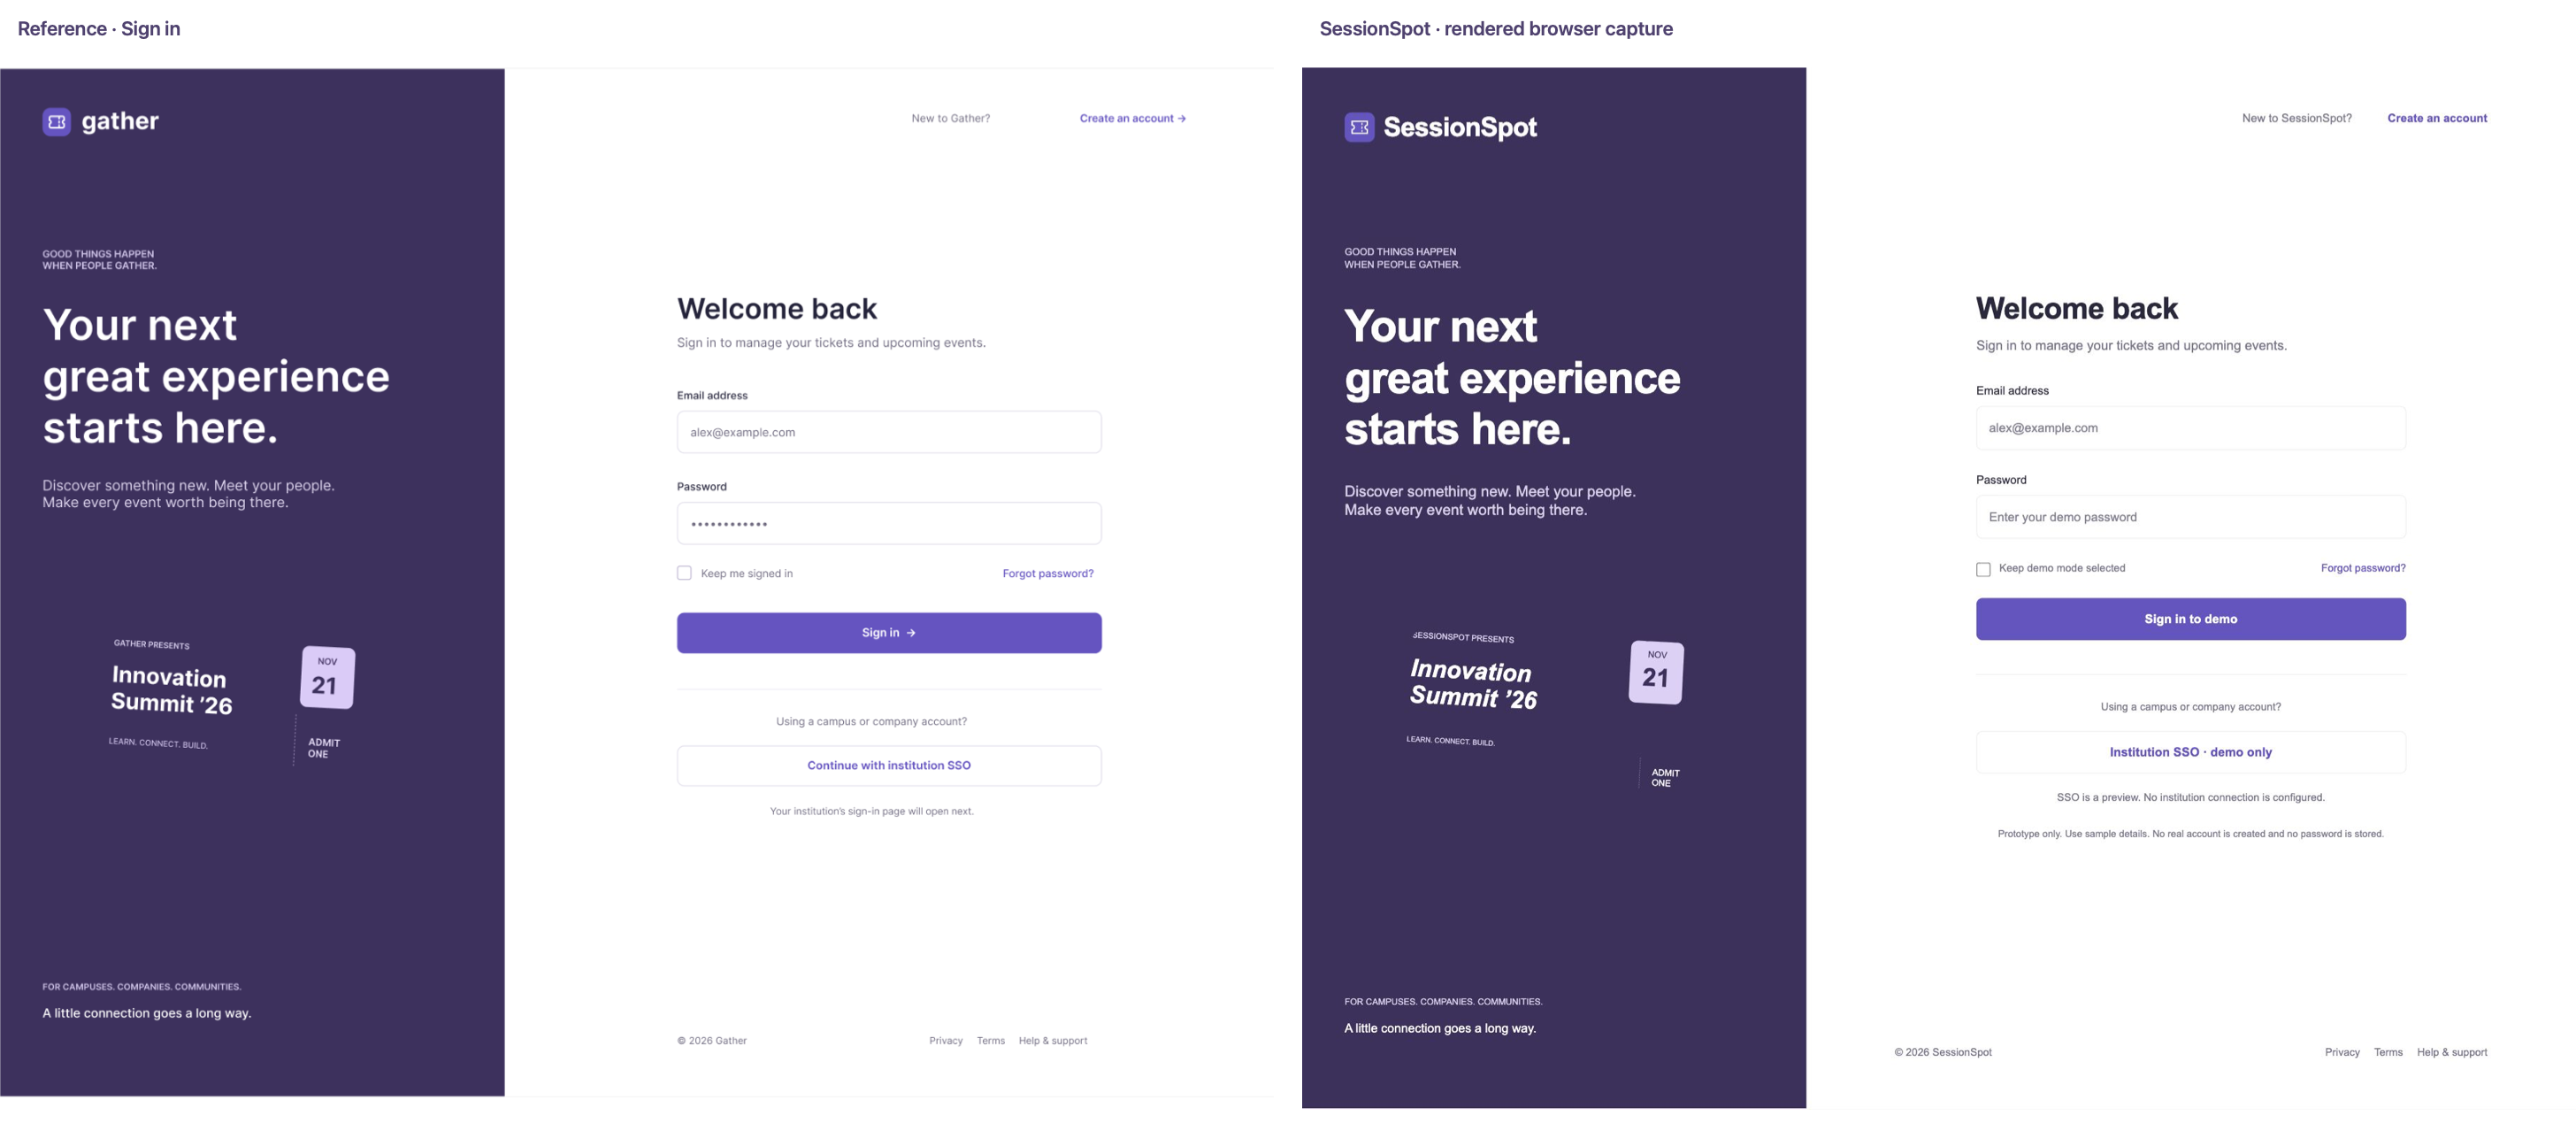 Reference · Sign in
gather
New to Gather?
Create an account →
GOOD THINGS HAPPEN
WHEN PEOPLE GATHER.
Your next
great experience
starts here.
Discover something new. Meet your people.
Make every event worth being there.
GATHER PRESENTS
Innovation
Summit ’26
LEARN. CONNECT. BUILD.
NOV
21
ADMIT
ONE
FOR CAMPUSES. COMPANIES. COMMUNITIES.
A little connection goes a long way.
Welcome back
Sign in to manage your tickets and upcoming events.
Email address
alex@example.com
Password
••••••••••••
Keep me signed in
Forgot password?
Sign in →
Using a campus or company account?
Continue with institution SSO
Your institution's sign-in page will open next.
© 2026 Gather
Privacy Terms Help & support
SessionSpot · rendered browser capture
SessionSpot
New to SessionSpot?
Create an account
GOOD THINGS HAPPEN
WHEN PEOPLE GATHER.
Your next
great experience
starts here.
Discover something new. Meet your people.
Make every event worth being there.
SESSIONSPOT PRESENTS
Innovation
Summit ’26
LEARN. CONNECT. BUILD.
NOV
21
ADMIT
ONE
FOR CAMPUSES. COMPANIES. COMMUNITIES.
A little connection goes a long way.
Welcome back
Sign in to manage your tickets and upcoming events.
Email address
alex@example.com
Password
Enter your demo password
Keep demo mode selected
Forgot password?
Sign in to demo
Using a campus or company account?
Institution SSO · demo only
SSO is a preview. No institution connection is configured.
Prototype only. Use sample details. No real account is created and no password is stored.
© 2026 SessionSpot
Privacy Terms Help & support